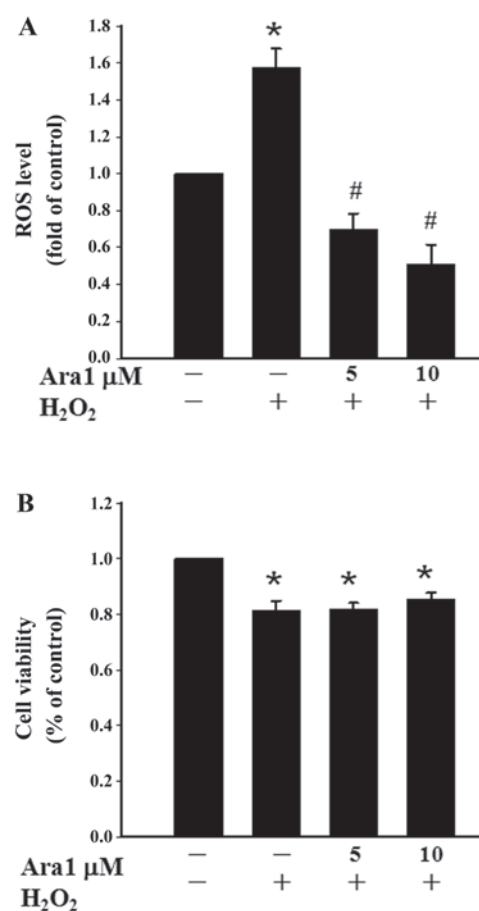 A
1.8
*
1.6
1.4
1.2
1.0
0.8
#
#
0.6
0.4
0.2
0.0
ROS level
(fold of control)
Ara1 μM – – 5 10
H₂O₂ – + + +
B
1.2
1.0
* * *
0.8
0.6
0.4
0.2
0.0
Cell viability
(% of control)
Ara1 μM – – 5 10
H₂O₂ – + + +